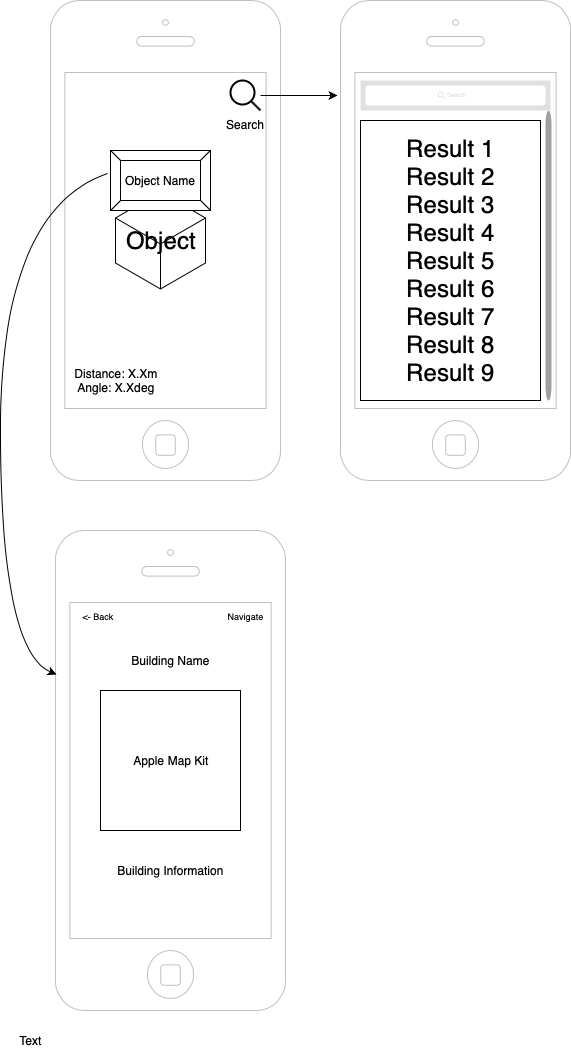 Search
Object Name
Object
Distance: X.Xm
Angle: X.Xdeg
Search
Result 1
Result 2
Result 3
Result 4
Result 5
Result 6
Result 7
Result 8
Result 9
<- Back
Navigate
Building Name
Apple Map Kit
Building Information
Text